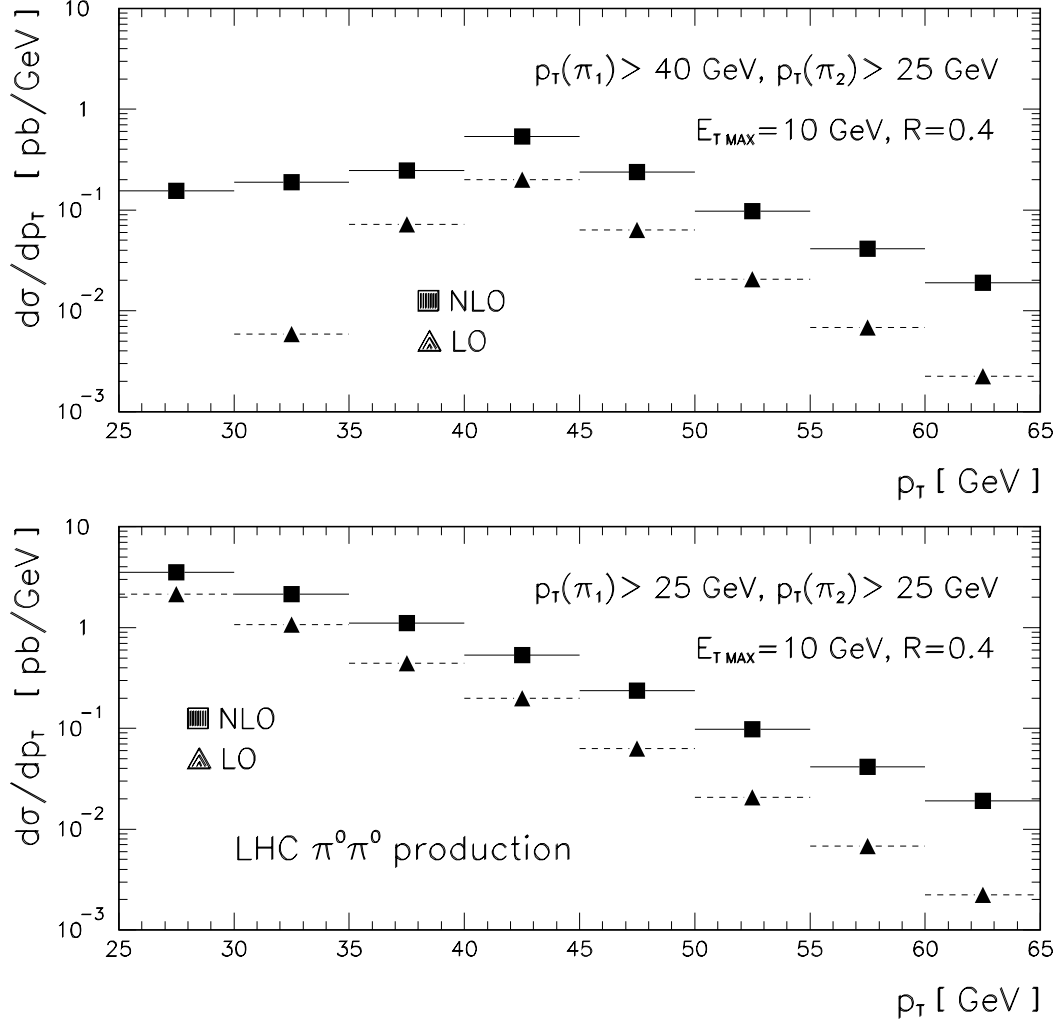 dσ/dp_T [ pb/GeV ]
10
1
10⁻¹
10⁻²
10⁻³
p_T(π₁)> 40 GeV, p_T(π₂)> 25 GeV
E_T MAX=10 GeV, R=0.4
NLO
LO
25 30 35 40 45 50 55 60 65
p_T [ GeV ]
dσ/dp_T [ pb/GeV ]
10
1
10⁻¹
10⁻²
10⁻³
p_T(π₁)> 25 GeV, p_T(π₂)> 25 GeV
E_T MAX=10 GeV, R=0.4
NLO
LO
LHC π⁰π⁰ production
25 30 35 40 45 50 55 60 65
p_T [ GeV ]